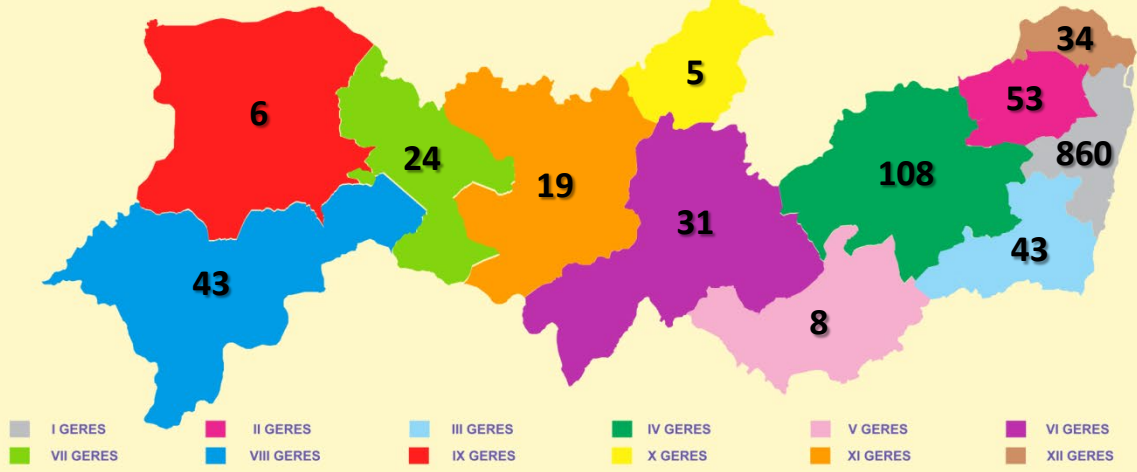 34
5
53
6
860
24
108
19
31
43
43
8
I GERES
II GERES
III GERES
IV GERES
V GERES
VI GERES
VII GERES
VIII GERES
IX GERES
X GERES
XI GERES
XII GERES